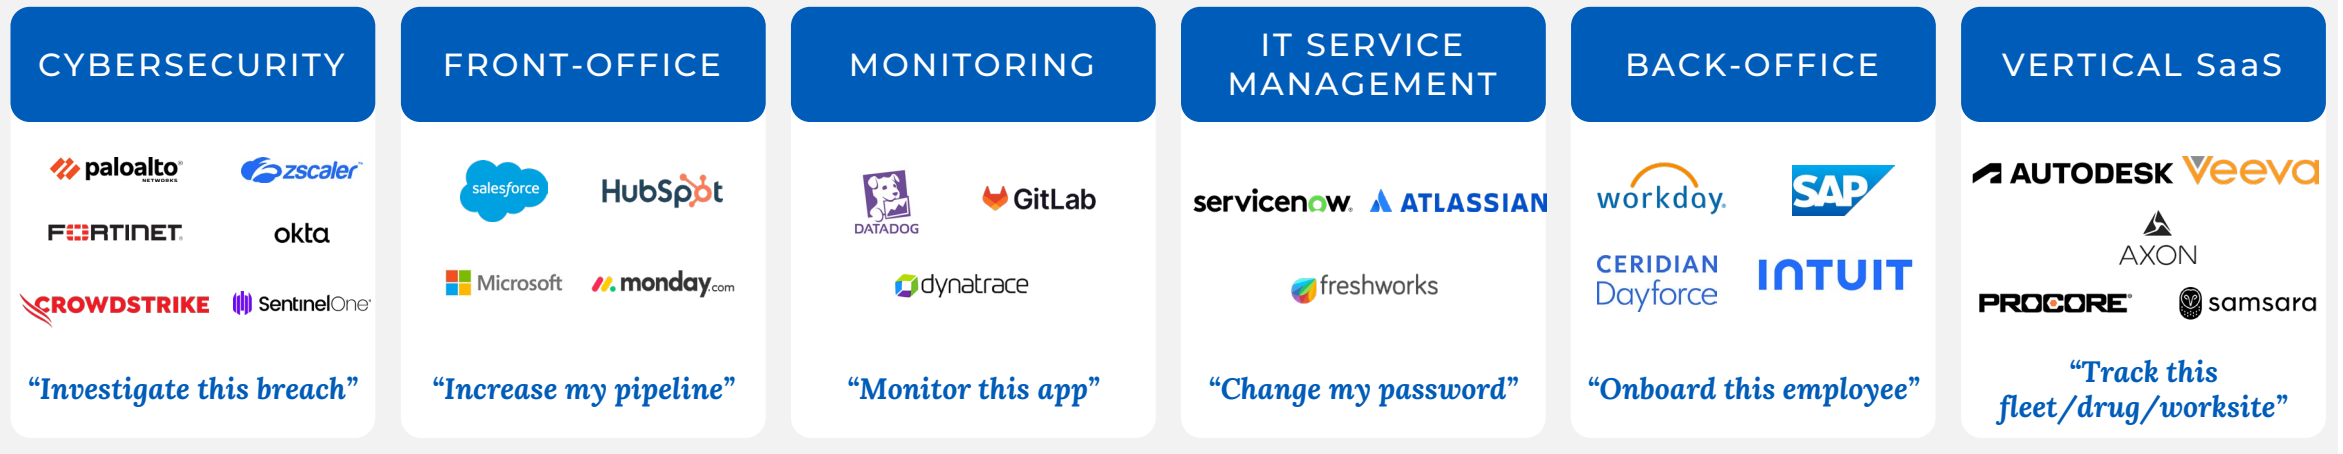 CYBERSECURITY
paloalto
NETWORKS
zscaler
FORTINET
okta
CROWDSTRIKE
SentinelOne
“Investigate this breach”
FRONT-OFFICE
salesforce
HubSpot
Microsoft
monday.com
“Increase my pipeline”
MONITORING
DATADOG
GitLab
dynatrace
“Monitor this app”
IT SERVICE
MANAGEMENT
servicenow
ATLASSIAN
freshworks
“Change my password”
BACK-OFFICE
workday
SAP
CERIDIAN
Dayforce
INTUIT
“Onboard this employee”
VERTICAL SaaS
AUTODESK
Veeva
AXON
PROCORE
samsara
“Track this
fleet/drug/worksite”